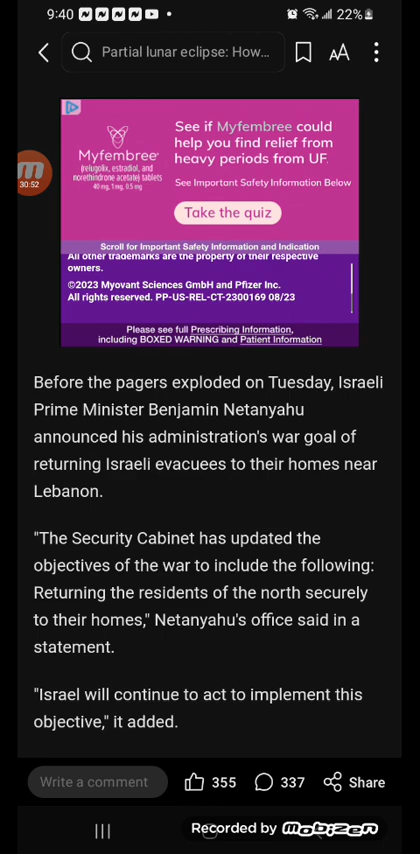 9:40
22%
Partial lunar eclipse: How...
AA
30:52
Myfembree®
(relugolix, estradiol, and
norethindrone acetate) tablets
40 mg, 1 mg, 0.5 mg
See if Myfembree could
help you find relief from
heavy periods from UF.
See Important Safety Information Below
Take the quiz
Scroll for Important Safety Information and Indication
All other trademarks are the property of their respective
owners.
©2023 Myovant Sciences GmbH and Pfizer Inc.
All rights reserved. PP-US-REL-CT-2300169 08/23
Please see full Prescribing Information,
including BOXED WARNING and Patient Information
Before the pagers exploded on Tuesday, Israeli
Prime Minister Benjamin Netanyahu
announced his administration's war goal of
returning Israeli evacuees to their homes near
Lebanon.
"The Security Cabinet has updated the
objectives of the war to include the following:
Returning the residents of the north securely
to their homes," Netanyahu's office said in a
statement.
"Israel will continue to act to implement this
objective," it added.
Write a comment
355
337
Share
Recorded by mobizen